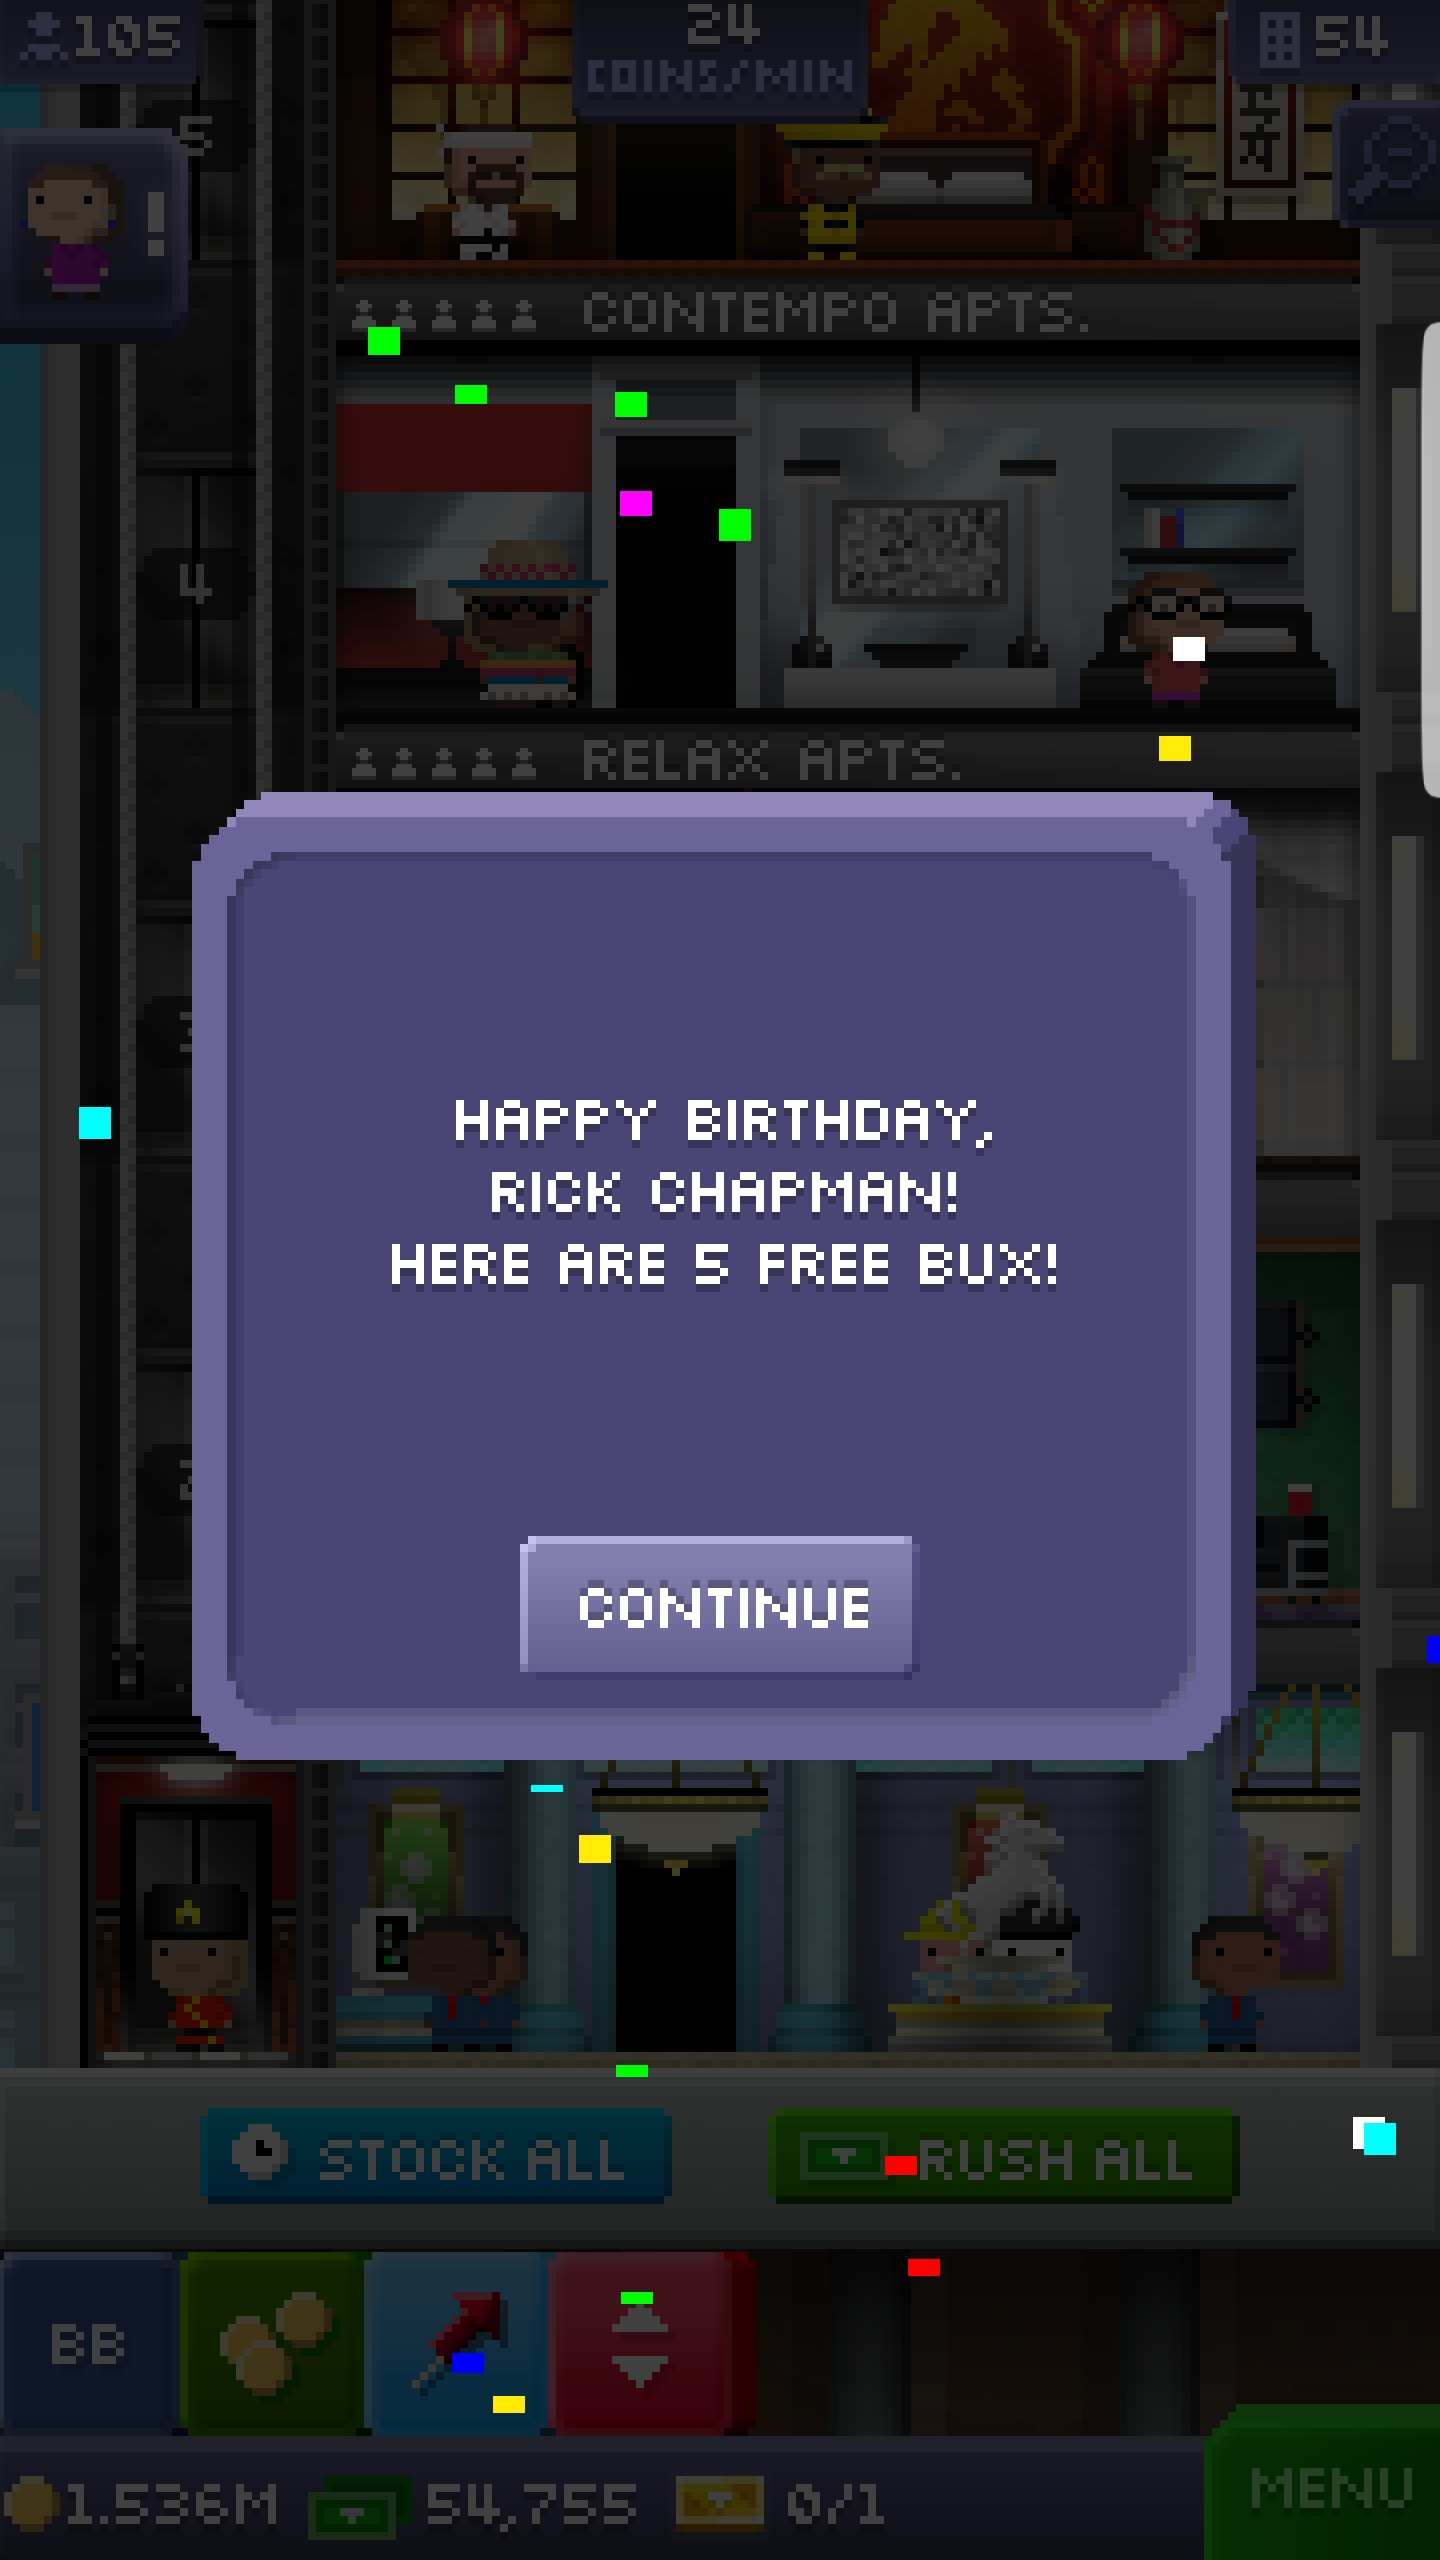 105
24
COINS/MIN
54
5
!
CONTEMPO APTS.
4
RELAX APTS.
HAPPY BIRTHDAY,
RICK CHAPMAN!
HERE ARE 5 FREE BUX!
CONTINUE
STOCK ALL
RUSH ALL
BB
1.536M
54,755
0/1
MENU